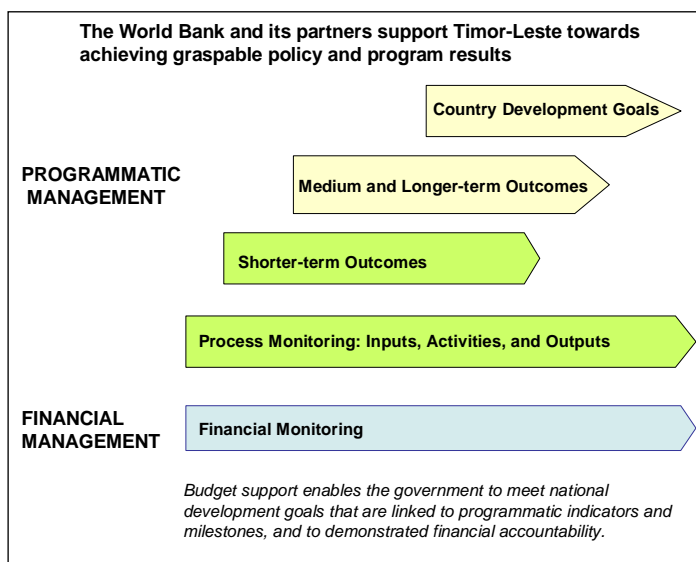 The World Bank and its partners support Timor-Leste towards
achieving graspable policy and program results
Country Development Goals
PROGRAMMATIC
MANAGEMENT
Medium and Longer-term Outcomes
Shorter-term Outcomes
Process Monitoring: Inputs, Activities, and Outputs
FINANCIAL
MANAGEMENT
Financial Monitoring
Budget support enables the government to meet national
development goals that are linked to programmatic indicators and
milestones, and to demonstrated financial accountability.